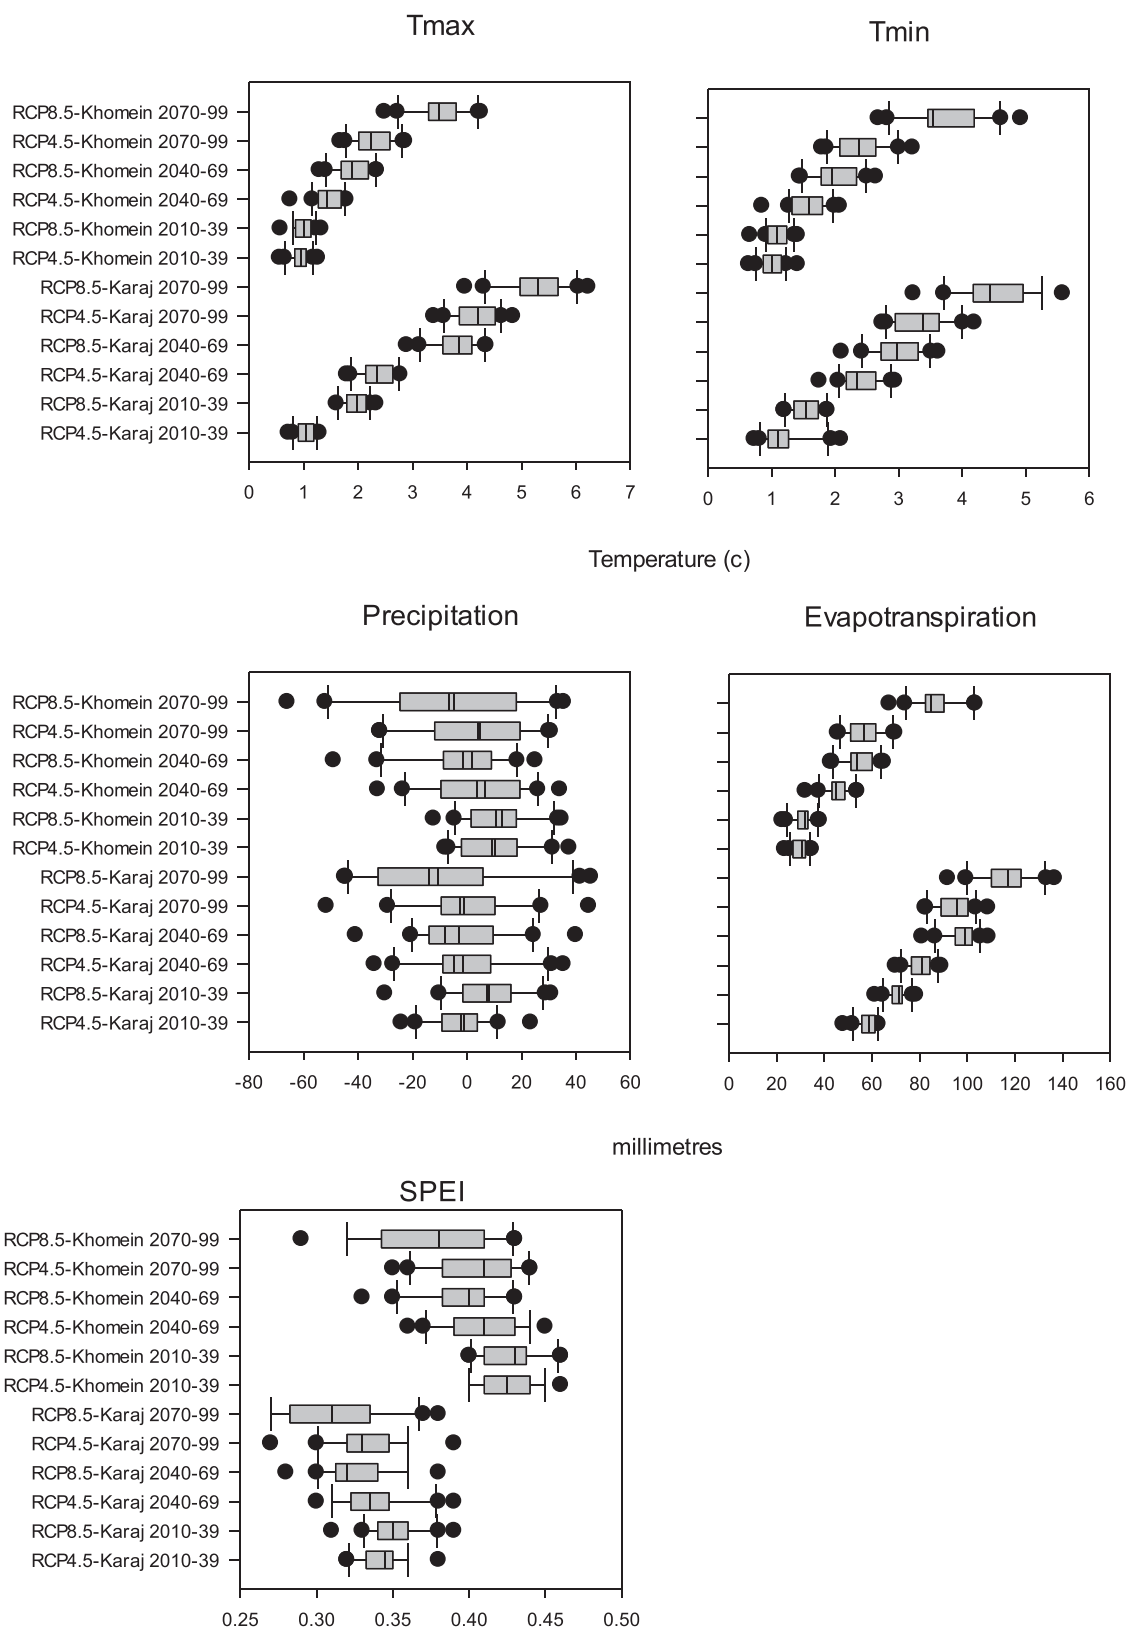 Tmax
Tmin
RCP8.5-Khomein 2070-99
RCP4.5-Khomein 2070-99
RCP8.5-Khomein 2040-69
RCP4.5-Khomein 2040-69
RCP8.5-Khomein 2010-39
RCP4.5-Khomein 2010-39
RCP8.5-Karaj 2070-99
RCP4.5-Karaj 2070-99
RCP8.5-Karaj 2040-69
RCP4.5-Karaj 2040-69
RCP8.5-Karaj 2010-39
RCP4.5-Karaj 2010-39
0 1 2 3 4 5 6 7
0 1 2 3 4 5 6
Temperature (c)
Precipitation
Evapotranspiration
RCP8.5-Khomein 2070-99
RCP4.5-Khomein 2070-99
RCP8.5-Khomein 2040-69
RCP4.5-Khomein 2040-69
RCP8.5-Khomein 2010-39
RCP4.5-Khomein 2010-39
RCP8.5-Karaj 2070-99
RCP4.5-Karaj 2070-99
RCP8.5-Karaj 2040-69
RCP4.5-Karaj 2040-69
RCP8.5-Karaj 2010-39
RCP4.5-Karaj 2010-39
-80 -60 -40 -20 0 20 40 60
0 20 40 60 80 100 120 140 160
millimetres
SPEI
RCP8.5-Khomein 2070-99
RCP4.5-Khomein 2070-99
RCP8.5-Khomein 2040-69
RCP4.5-Khomein 2040-69
RCP8.5-Khomein 2010-39
RCP4.5-Khomein 2010-39
RCP8.5-Karaj 2070-99
RCP4.5-Karaj 2070-99
RCP8.5-Karaj 2040-69
RCP4.5-Karaj 2040-69
RCP8.5-Karaj 2010-39
RCP4.5-Karaj 2010-39
0.25 0.30 0.35 0.40 0.45 0.50